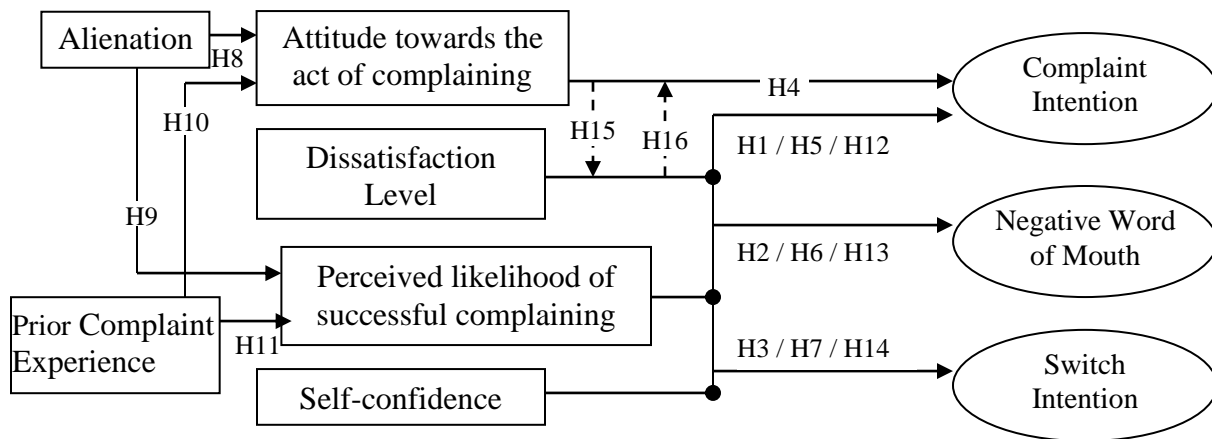 Alienation
H8
Attitude towards the
act of complaining
H4
Complaint
Intention
H10
H15
H16
H1 / H5 / H12
Dissatisfaction
Level
H9
Negative Word
of Mouth
H2 / H6 / H13
Perceived likelihood of
successful complaining
Prior Complaint
Experience
H11
H3 / H7 / H14
Switch
Intention
Self-confidence